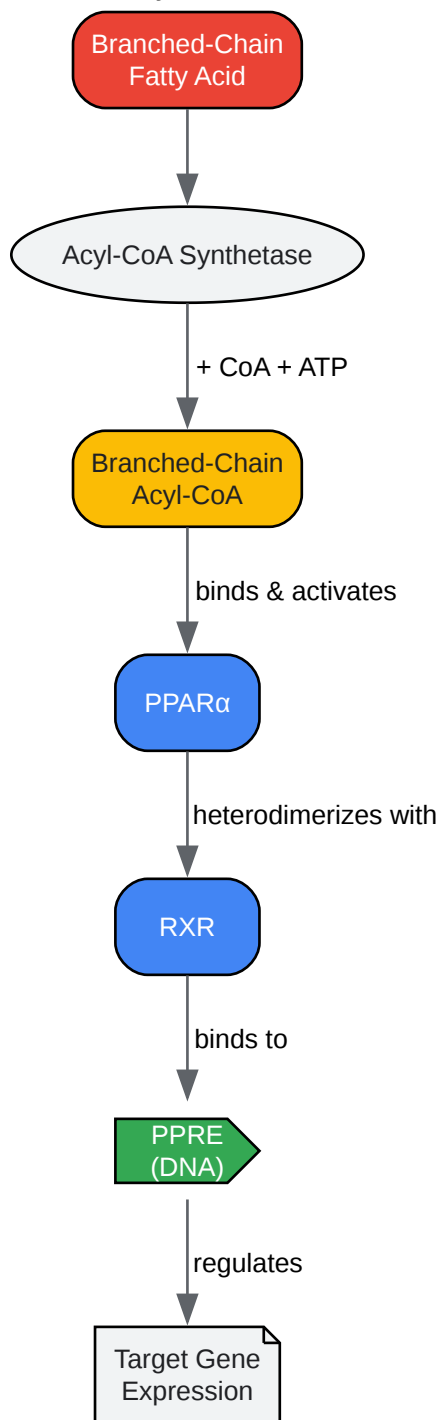 Branched-Chain
Fatty Acid
Acyl-CoA Synthetase
+ CoA + ATP
Branched-Chain
Acyl-CoA
binds & activates
PPARα
heterodimerizes with
RXR
binds to
PPRE
(DNA)
regulates
Target Gene
Expression